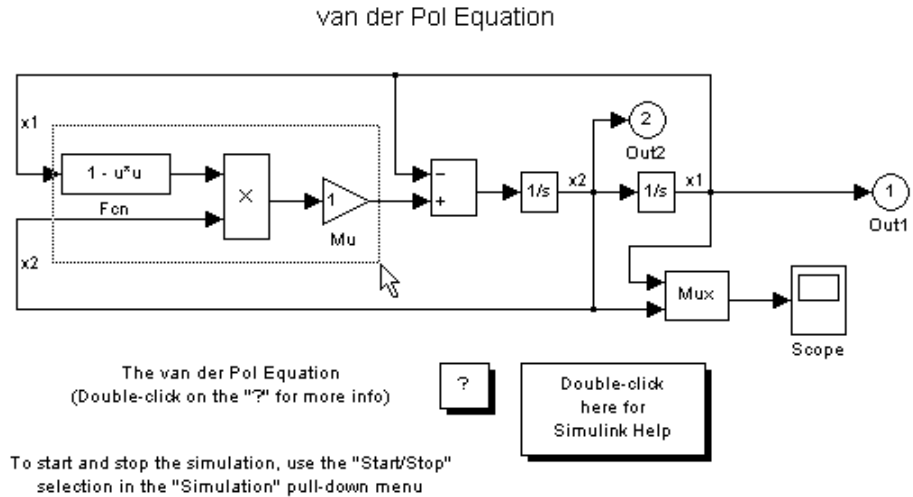 van der Pol Equation
x1
1 - u*u
Fcn
x2
×
1
Mu
−
+
1/s
x2
2
Out2
1/s
x1
1
Out1
Mux
Scope
The van der Pol Equation
(Double-click on the "?" for more info)
?
Double-click
here for
Simulink Help
To start and stop the simulation, use the "Start/Stop"
selection in the "Simulation" pull-down menu